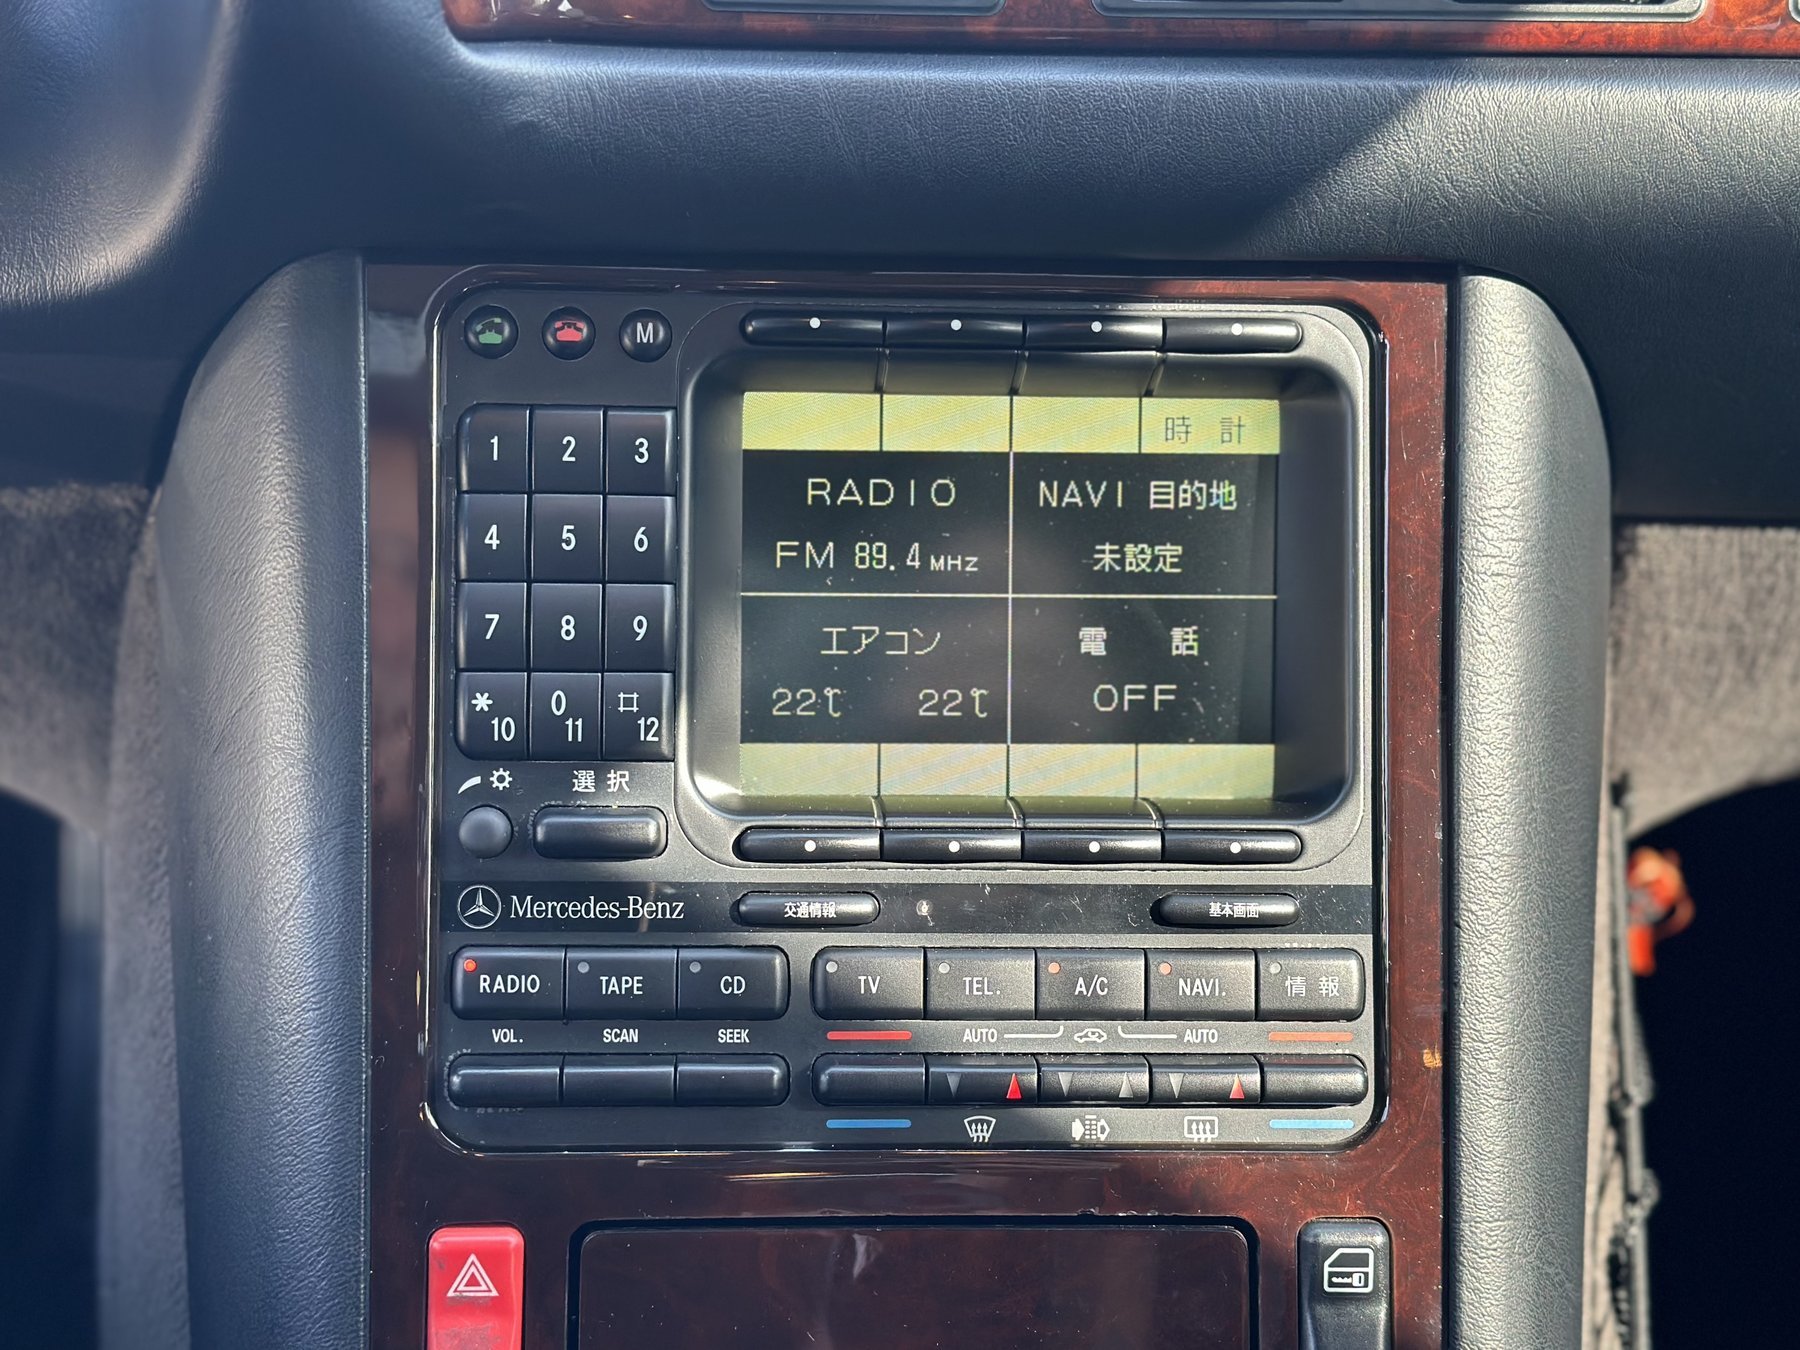 M
1 2 3
4 5 6
7 8 9
* 10 0 11 # 12
選択
時計
RADIO
FM 89.4 MHZ
NAVI 目的地
未設定
エアコン
22℃ 22℃
電話
OFF
Mercedes-Benz
交通情報
基本画面
RADIO TAPE CD
TV TEL. A/C NAVI. 情報
VOL. SCAN SEEK
AUTO AUTO